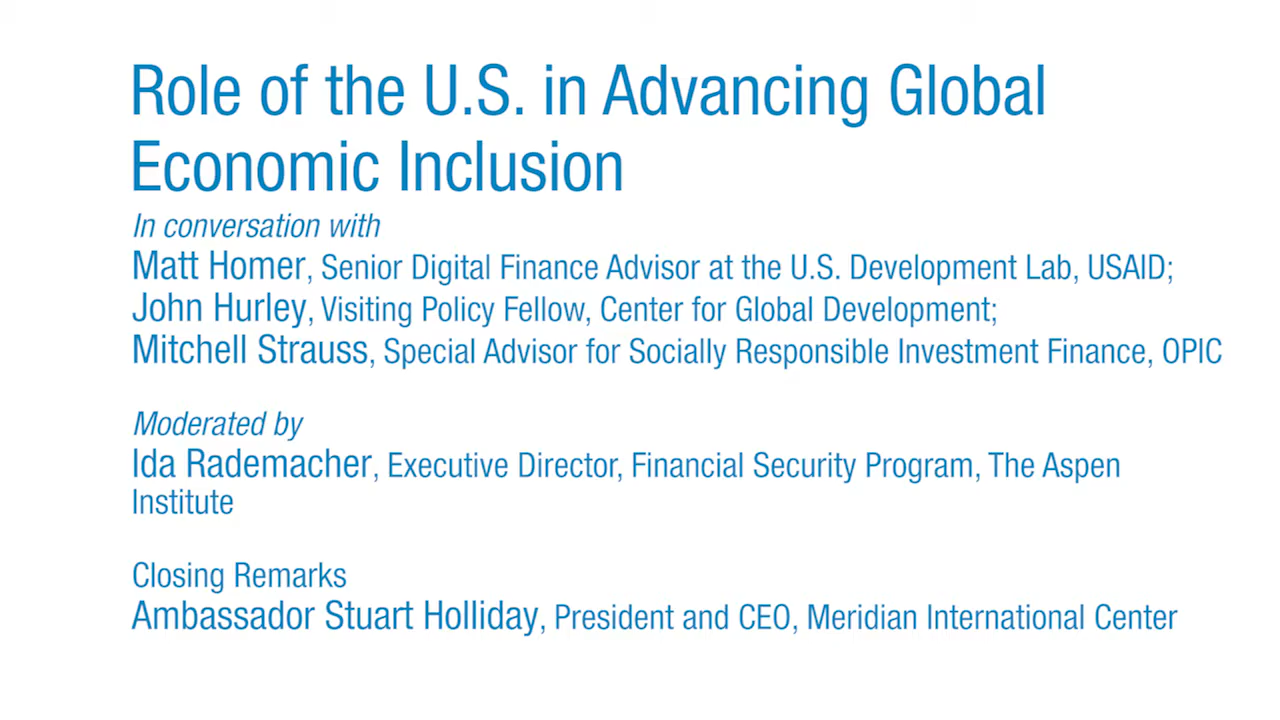 Role of the U.S. in Advancing Global
Economic Inclusion
In conversation with
Matt Homer, Senior Digital Finance Advisor at the U.S. Development Lab, USAID;
John Hurley, Visiting Policy Fellow, Center for Global Development;
Mitchell Strauss, Special Advisor for Socially Responsible Investment Finance, OPIC
Moderated by
Ida Rademacher, Executive Director, Financial Security Program, The Aspen
Institute
Closing Remarks
Ambassador Stuart Holliday, President and CEO, Meridian International Center